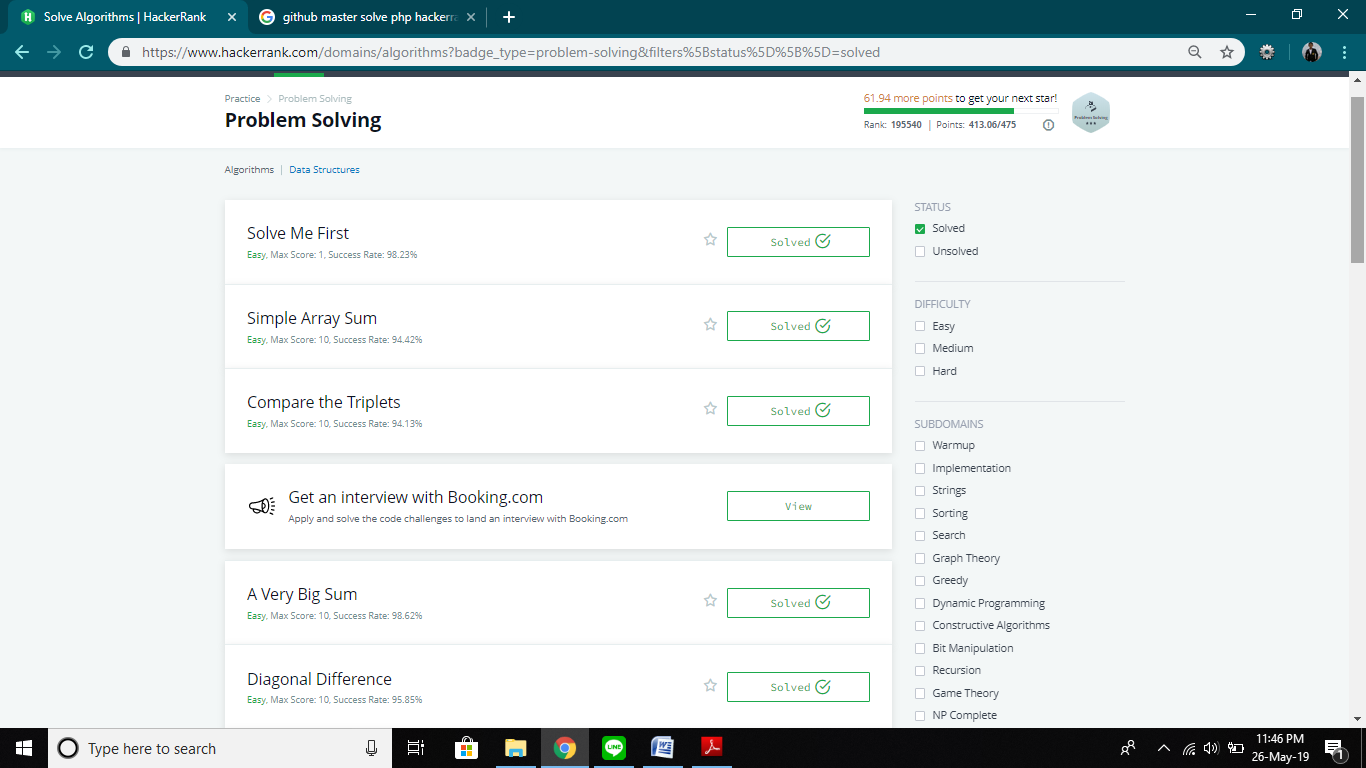 Solve Algorithms | HackerRank
github master solve php hackerra
https://www.hackerrank.com/domains/algorithms?badge_type=problem-solving&filters%5Bstatus%5D%5B%5D=solved
Practice > Problem Solving
Problem Solving
61.94 more points to get your next star!
Rank: 195540 | Points: 413.06/475
Problem Solving
Algorithms | Data Structures
Solve Me First
Easy, Max Score: 1, Success Rate: 98.23%
Solved
Simple Array Sum
Easy, Max Score: 10, Success Rate: 94.42%
Solved
Compare the Triplets
Easy, Max Score: 10, Success Rate: 94.13%
Solved
Get an interview with Booking.com
Apply and solve the code challenges to land an interview with Booking.com
View
A Very Big Sum
Easy, Max Score: 10, Success Rate: 98.62%
Solved
Diagonal Difference
Easy, Max Score: 10, Success Rate: 95.85%
Solved
STATUS
Solved
Unsolved
DIFFICULTY
Easy
Medium
Hard
SUBDOMAINS
Warmup
Implementation
Strings
Sorting
Search
Graph Theory
Greedy
Dynamic Programming
Constructive Algorithms
Bit Manipulation
Recursion
Game Theory
NP Complete
Type here to search
LINE
W
11:46 PM
26-May-19
1